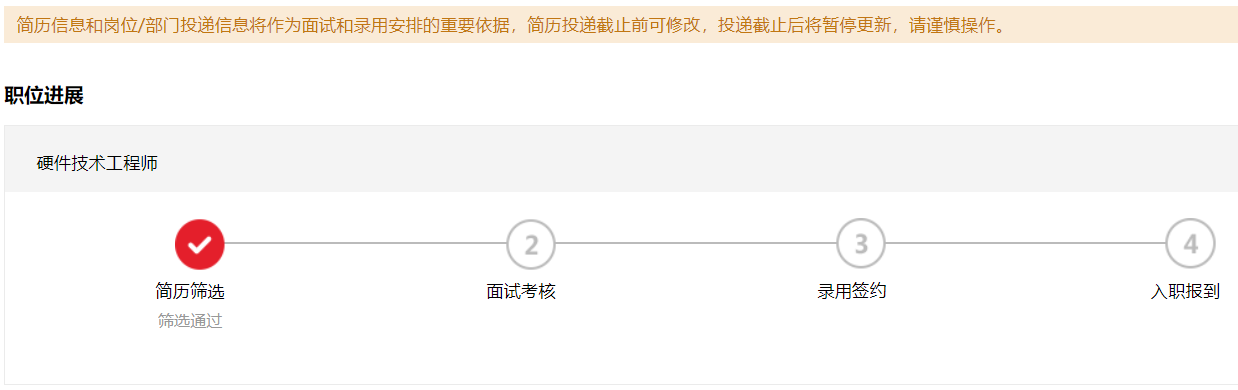 简历信息和岗位/部门投递信息将作为面试和录用安排的重要依据，简历投递截止前可修改，投递截止后将暂停更新，请谨慎操作。
职位进展
硬件技术工程师
2
3
4
简历筛选
面试考核
录用签约
入职报到
筛选通过